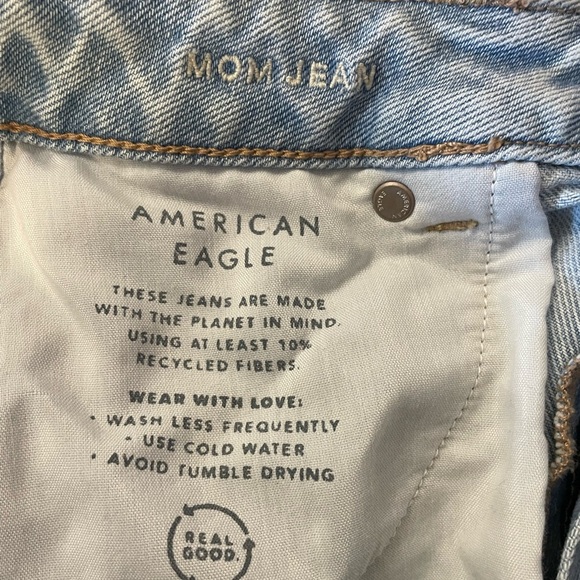 MOM JEAN
AMERICAN
EAGLE
THESE JEANS ARE MADE
WITH THE PLANET IN MIND.
USING AT LEAST 10%
RECYCLED FIBERS.
WEAR WITH LOVE:
• WASH LESS FREQUENTLY
• USE COLD WATER
• AVOID TUMBLE DRYING
REAL
GOOD.